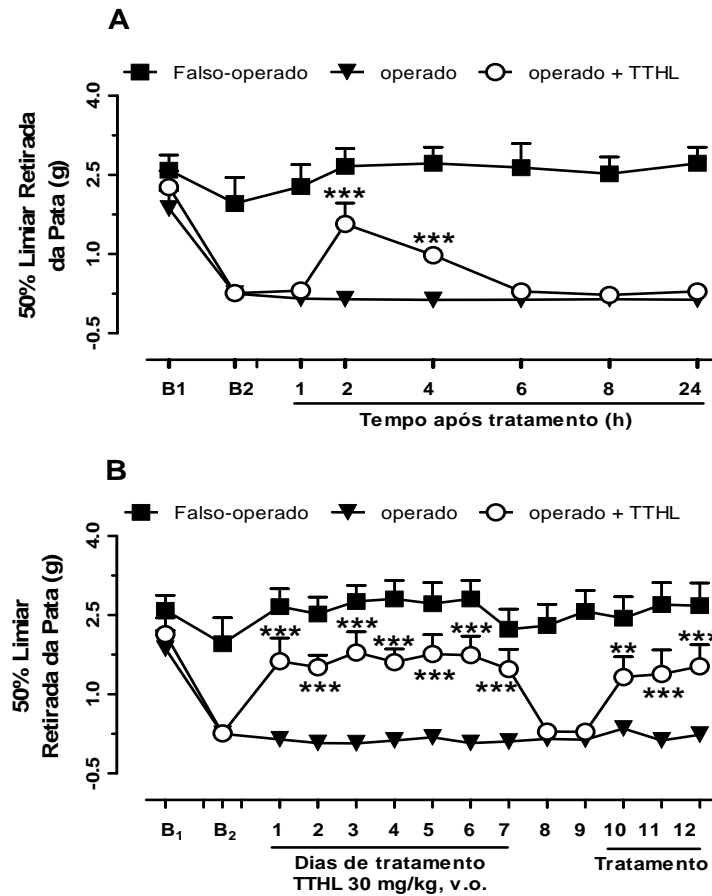 A
Falso-operado operado operado + TTHL
50% Limiar Retirada
da Pata (g)
4.0
2.5
1.0
-0.5
*** ***
B1 B2 1 2 4 6 8 24
Tempo após tratamento (h)
B
Falso-operado operado operado + TTHL
50% Limiar
Retirada da Pata (g)
4.0
2.5
1.0
-0.5
*** *** *** *** *** *** *** ** *** ***
B1 B2 1 2 3 4 5 6 7 8 9 10 11 12
Dias de tratamento Tratamento
TTHL 30 mg/kg, v.o.